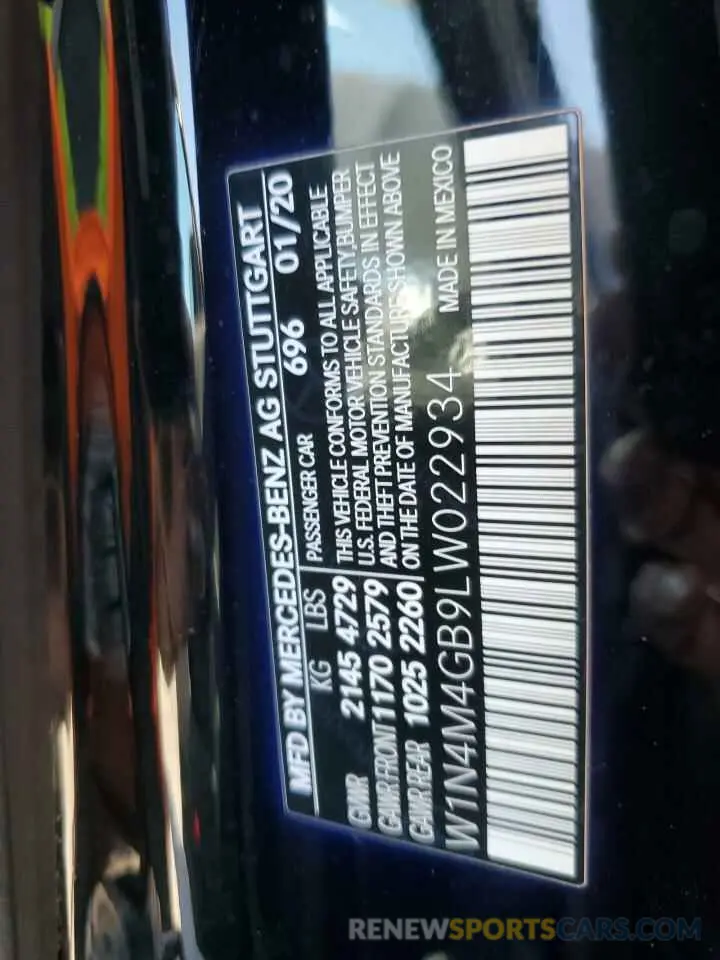 MFD BY MERCEDES-BENZ AG STUTTGART
KG LBS PASSENGER CAR 696 01/20
GVWR 2145 4729 THIS VEHICLE CONFORMS TO ALL APPLICABLE
GAWR FRONT 1170 2579 U.S. FEDERAL MOTOR VEHICLE SAFETY,BUMPER
GAWR REAR 1025 2260 AND THEFT PREVENTION STANDARDS IN EFFECT
ON THE DATE OF MANUFACTURE SHOWN ABOVE
W1N4M4GB9LW022934 MADE IN MEXICO
RENEWSPORTSCARS.COM